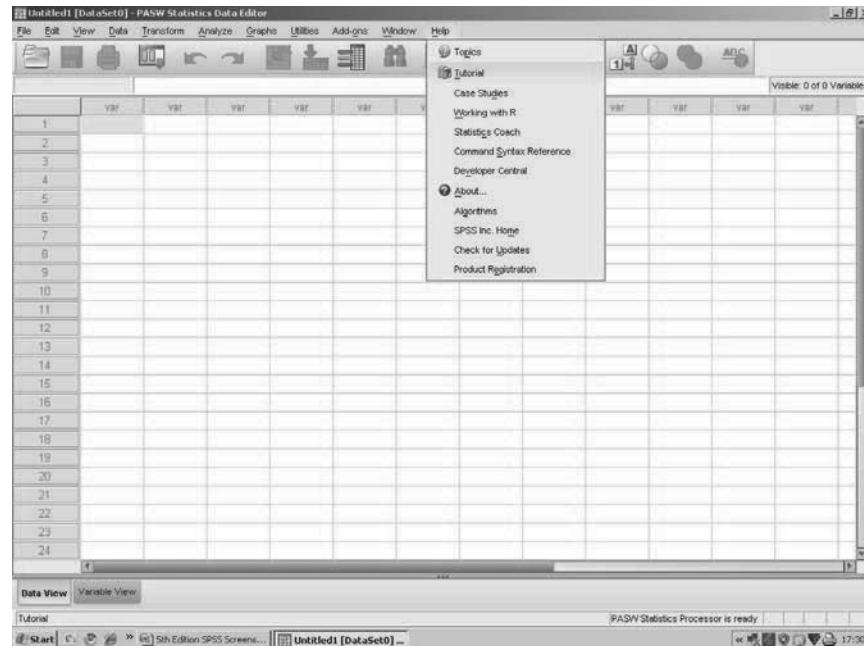 Untitled1 [DataSet0] - PASW Statistics Data Editor
File Edit View Data Transform Analyze Graphs Utilities Add-ons Window Help
Visible: 0 of 0 Variable
var var var var var var var var var
Topics
Tutorial
Case Studies
Working with R
Statistics Coach
Command Syntax Reference
Developer Central
About...
Algorithms
SPSS Inc. Home
Check for Updates
Product Registration
1
2
3
4
5
6
7
8
9
10
11
12
13
14
15
16
17
18
19
20
21
22
23
24
Data View Variable View
Tutorial PASW Statistics Processor is ready
Start 5th Edition SPSS Screens... Untitled1 [DataSet0] ... 17:30